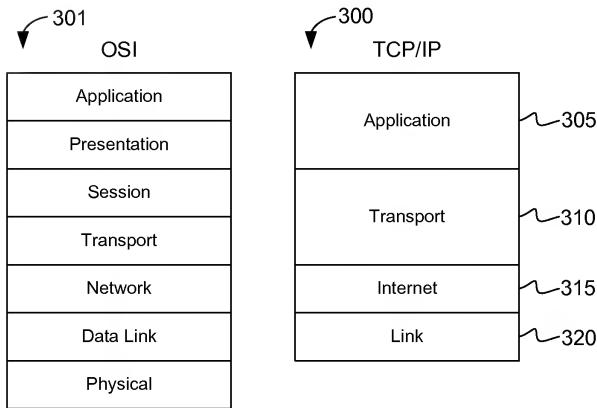 301
OSI
Application
Presentation
Session
Transport
Network
Data Link
Physical
300
TCP/IP
Application
305
Transport
310
Internet
315
Link
320